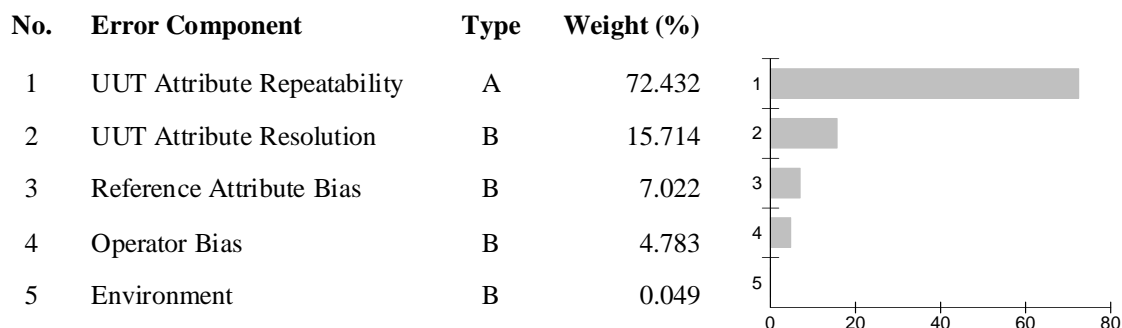 No. Error Component Type Weight (%)
1 UUT Attribute Repeatability A 72.432 1
2 UUT Attribute Resolution B 15.714 2
3 Reference Attribute Bias B 7.022 3
4 Operator Bias B 4.783 4
5 Environment B 0.049 5
0 20 40 60 80